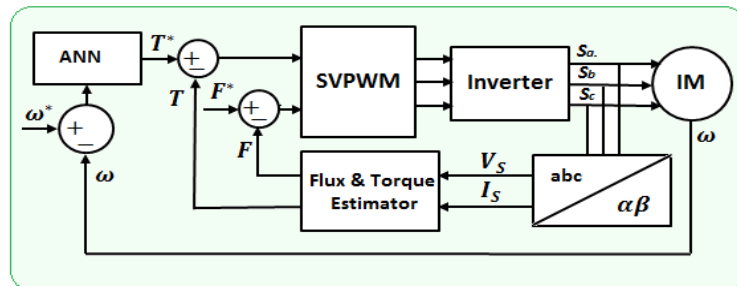 ANN
T*
+
−
SVPWM
Inverter
Sa.
Sb
Sc
IM
T
F*
+
−
ω*
+
−
F
ω
Flux & Torque
Estimator
VS
IS
abc
αβ
ω